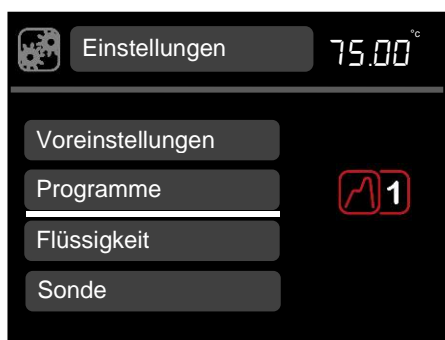 Einstellungen 75.00°c
Voreinstellungen
Programme 1
Flüssigkeit
Sonde